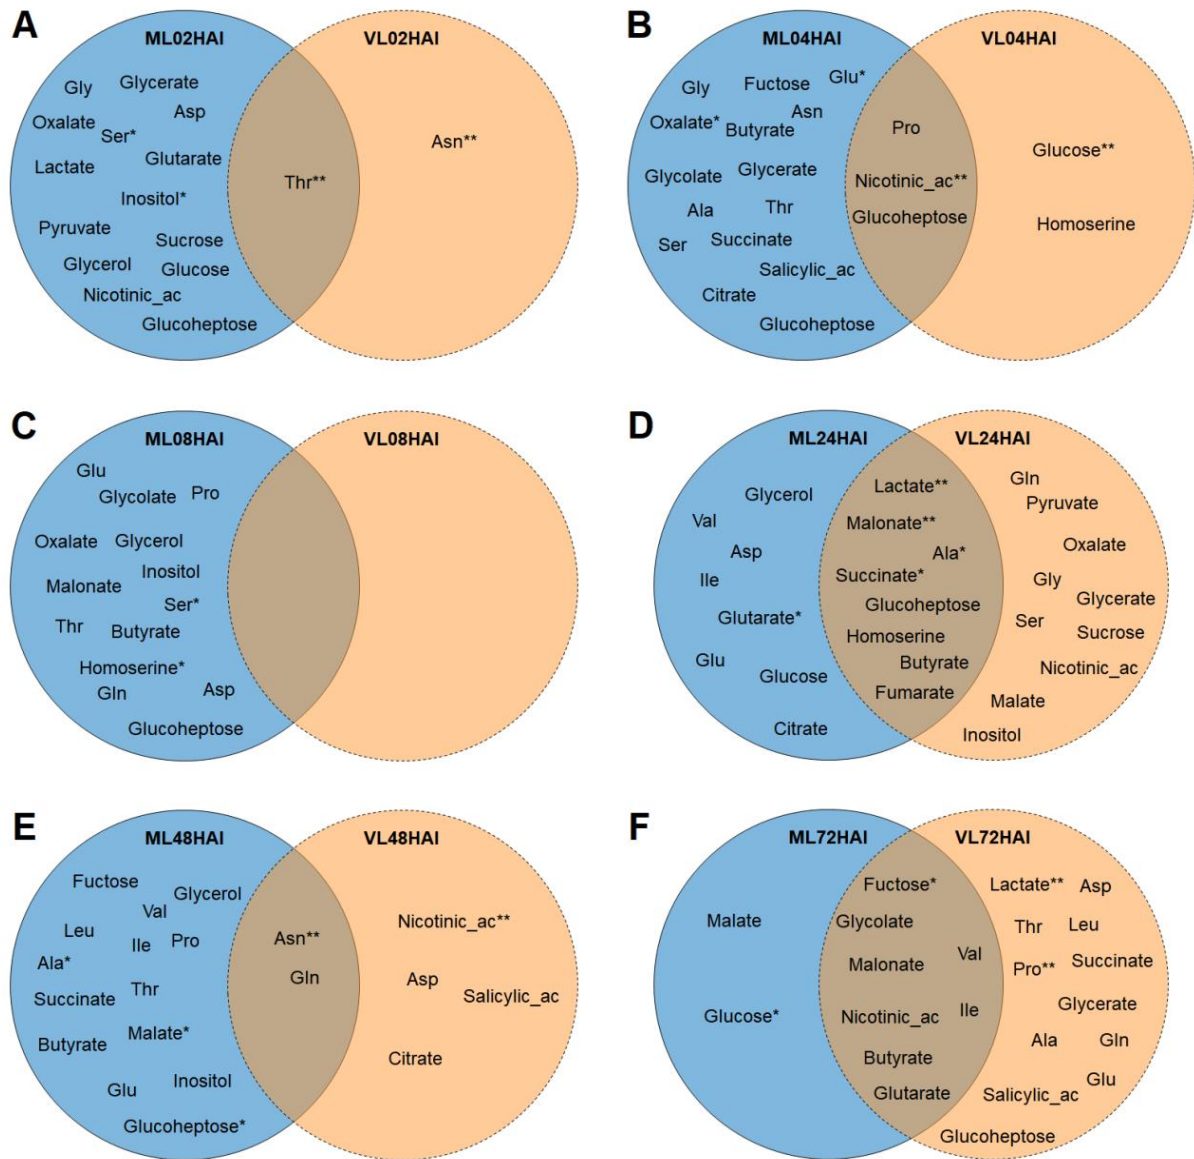 A
ML02HAI
VL02HAI
Gly
Glycerate
Asp
Oxalate
Ser*
Lactate
Glutarate
Inositol*
Pyruvate
Sucrose
Glycerol
Glucose
Nicotinic_ac
Glucoheptose
Thr**
Asn**
B
ML04HAI
VL04HAI
Gly
Fuctose
Glu*
Oxalate*
Asn
Butyrate
Glycolate
Glycerate
Ala
Thr
Ser
Succinate
Salicylic_ac
Citrate
Glucoheptose
Pro
Nicotinic_ac**
Glucoheptose
Glucose**
Homoserine
C
ML08HAI
VL08HAI
Glu
Glycolate
Pro
Oxalate
Glycerol
Inositol
Malonate
Ser*
Thr
Butyrate
Homoserine*
Gln
Asp
Glucoheptose
D
ML24HAI
VL24HAI
Glycerol
Val
Asp
Ile
Glutarate*
Glu
Glucose
Citrate
Lactate**
Malonate**
Ala*
Succinate*
Glucoheptose
Homoserine
Butyrate
Fumarate
Gln
Pyruvate
Oxalate
Gly
Glycerate
Ser
Sucrose
Nicotinic_ac
Malate
Inositol
E
ML48HAI
VL48HAI
Fuctose
Glycerol
Val
Leu
Ile
Pro
Ala*
Succinate
Thr
Malate*
Butyrate
Glu
Inositol
Glucoheptose*
Asn**
Gln
Nicotinic_ac**
Asp
Salicylic_ac
Citrate
F
ML72HAI
VL72HAI
Malate
Glucose*
Fuctose*
Glycolate
Val
Malonate
Nicotinic_ac
Ile
Butyrate
Glutarate
Lactate**
Asp
Thr
Leu
Pro**
Succinate
Glycerate
Ala
Gln
Glu
Salicylic_ac
Glucoheptose